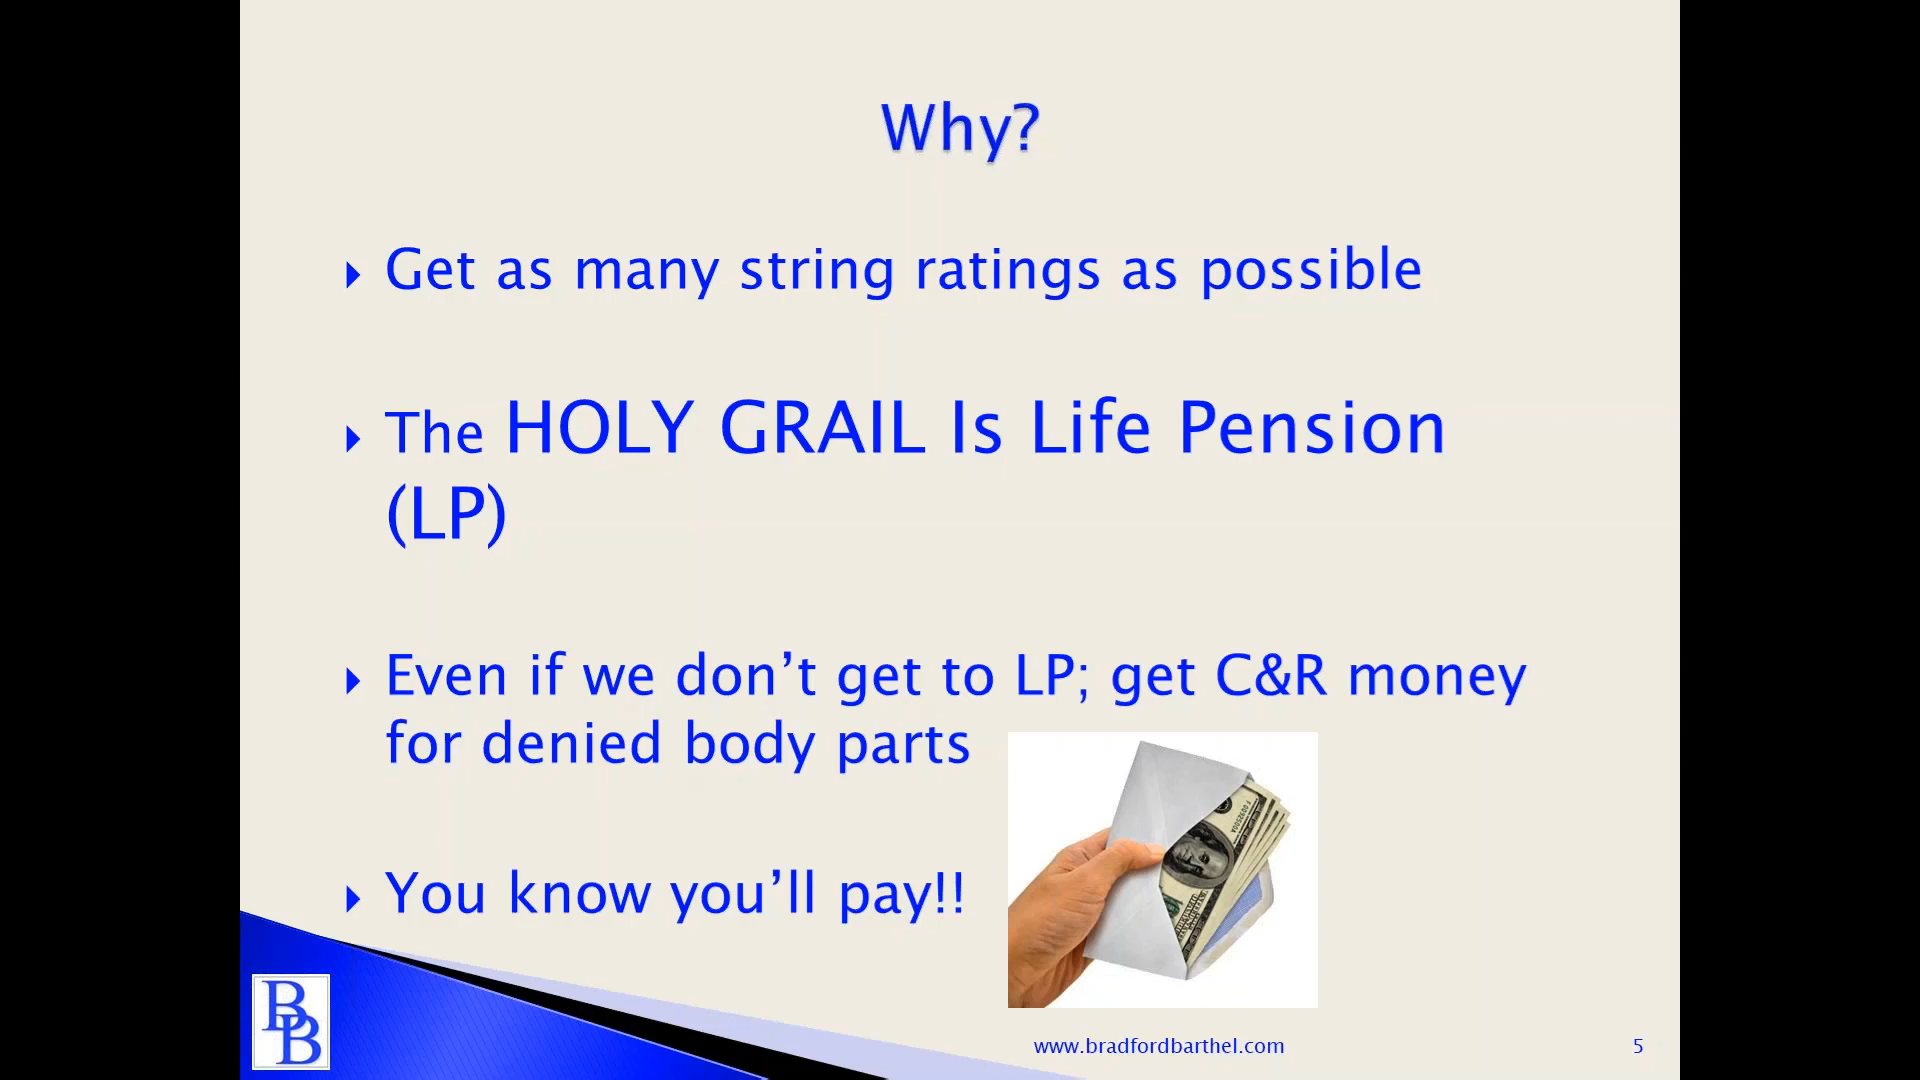 Why?
Get as many string ratings as possible
The HOLY GRAIL Is Life Pension
(LP)
Even if we don’t get to LP; get C&R money
for denied body parts
You know you’ll pay!!
BB
www.bradfordbarthel.com
5